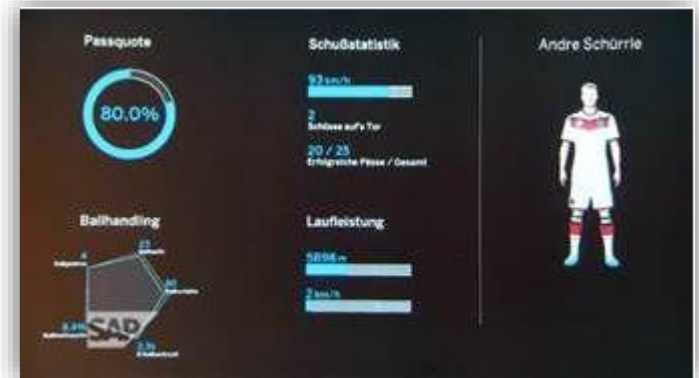 Passquote
80.0%
Schußstatistik
93 km/h
2
Schüsse auf's Tor
20 / 25
Erfolgreiche Pässe / Gesamt
Andre Schürrle
Ballhandling
SAP
Laufleistung
5898 m
2 km/h